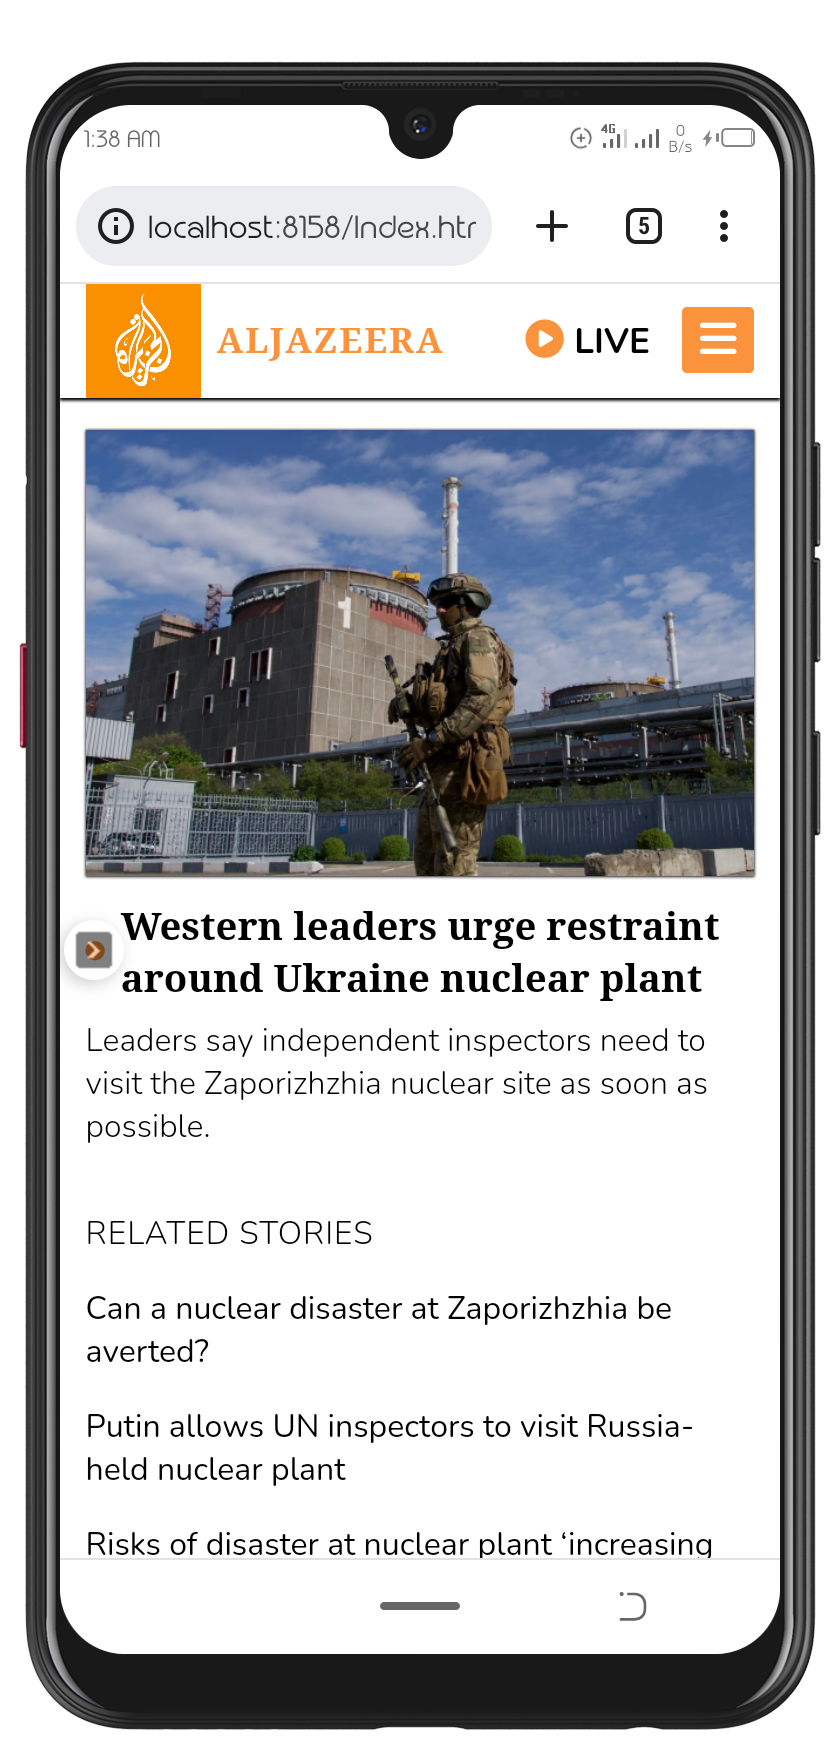 1:38 AM
4G
0
B/s
localhost:8158/Index.htr
5
الجزيرة
ALJAZEERA
LIVE
1
Western leaders urge restraint
around Ukraine nuclear plant
Leaders say independent inspectors need to
visit the Zaporizhzhia nuclear site as soon as
possible.
RELATED STORIES
Can a nuclear disaster at Zaporizhzhia be
averted?
Putin allows UN inspectors to visit Russia-
held nuclear plant
Risks of disaster at nuclear plant ‘increasing